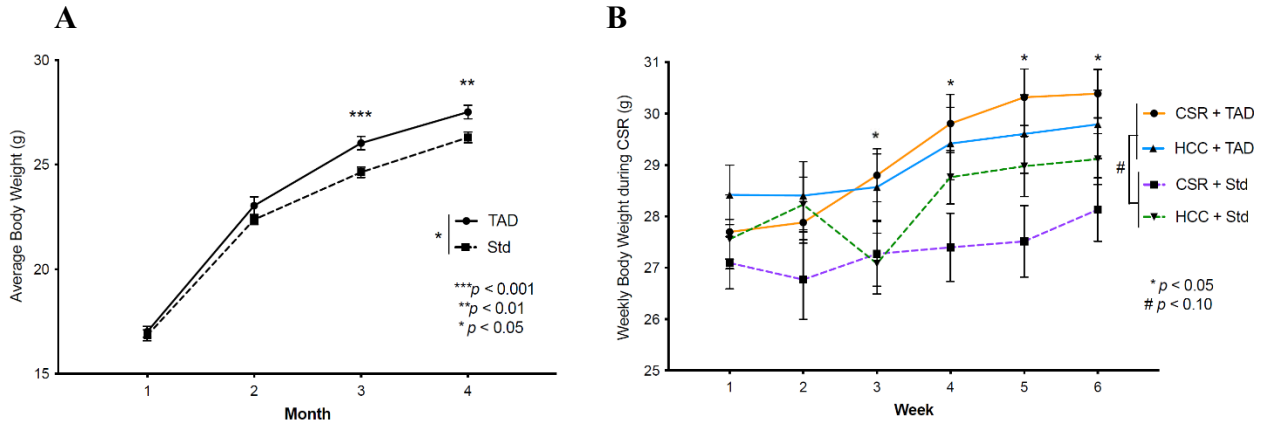 A
Average Body Weight (g)
30
25
20
15
***
**
1 2 3 4
Month
* TAD
Std
***p < 0.001
**p < 0.01
*p < 0.05
B
Weekly Body Weight during CSR (g)
31
30
29
28
27
26
25
* * * *
1 2 3 4 5 6
Week
CSR + TAD
HCC + TAD
#
CSR + Std
HCC + Std
* p < 0.05
# p < 0.10